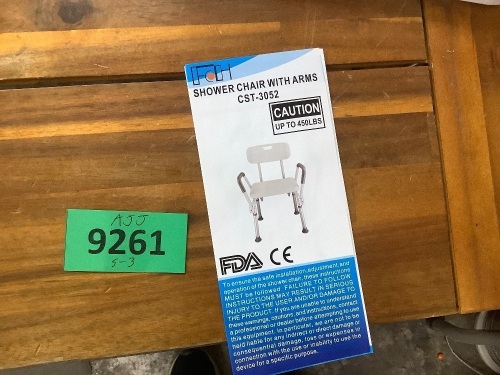 PCH
SHOWER CHAIR WITH ARMS
CST-3052
CAUTION
UP TO 450LBS
FDA CE
To ensure the safe installation, adjustment and
operation of the shower chair, these instructions
MUST be followed. FAILURE TO FOLLOW
INSTRUCTIONS MAY RESULT IN SERIOUS
INJURY TO THE USER AND/OR DAMAGE TO
THE PRODUCT. If you are unable to understand
these warnings, cautions, and instructions, contact
a professional or dealer before attempting to use
this equipment. In particular, we are not to be
held liable for any indirect or direct damage or
consequential damage, loss or expenses in
connection with the use or inability to use the
device for a specific purpose.
AJJ
9261
5-3